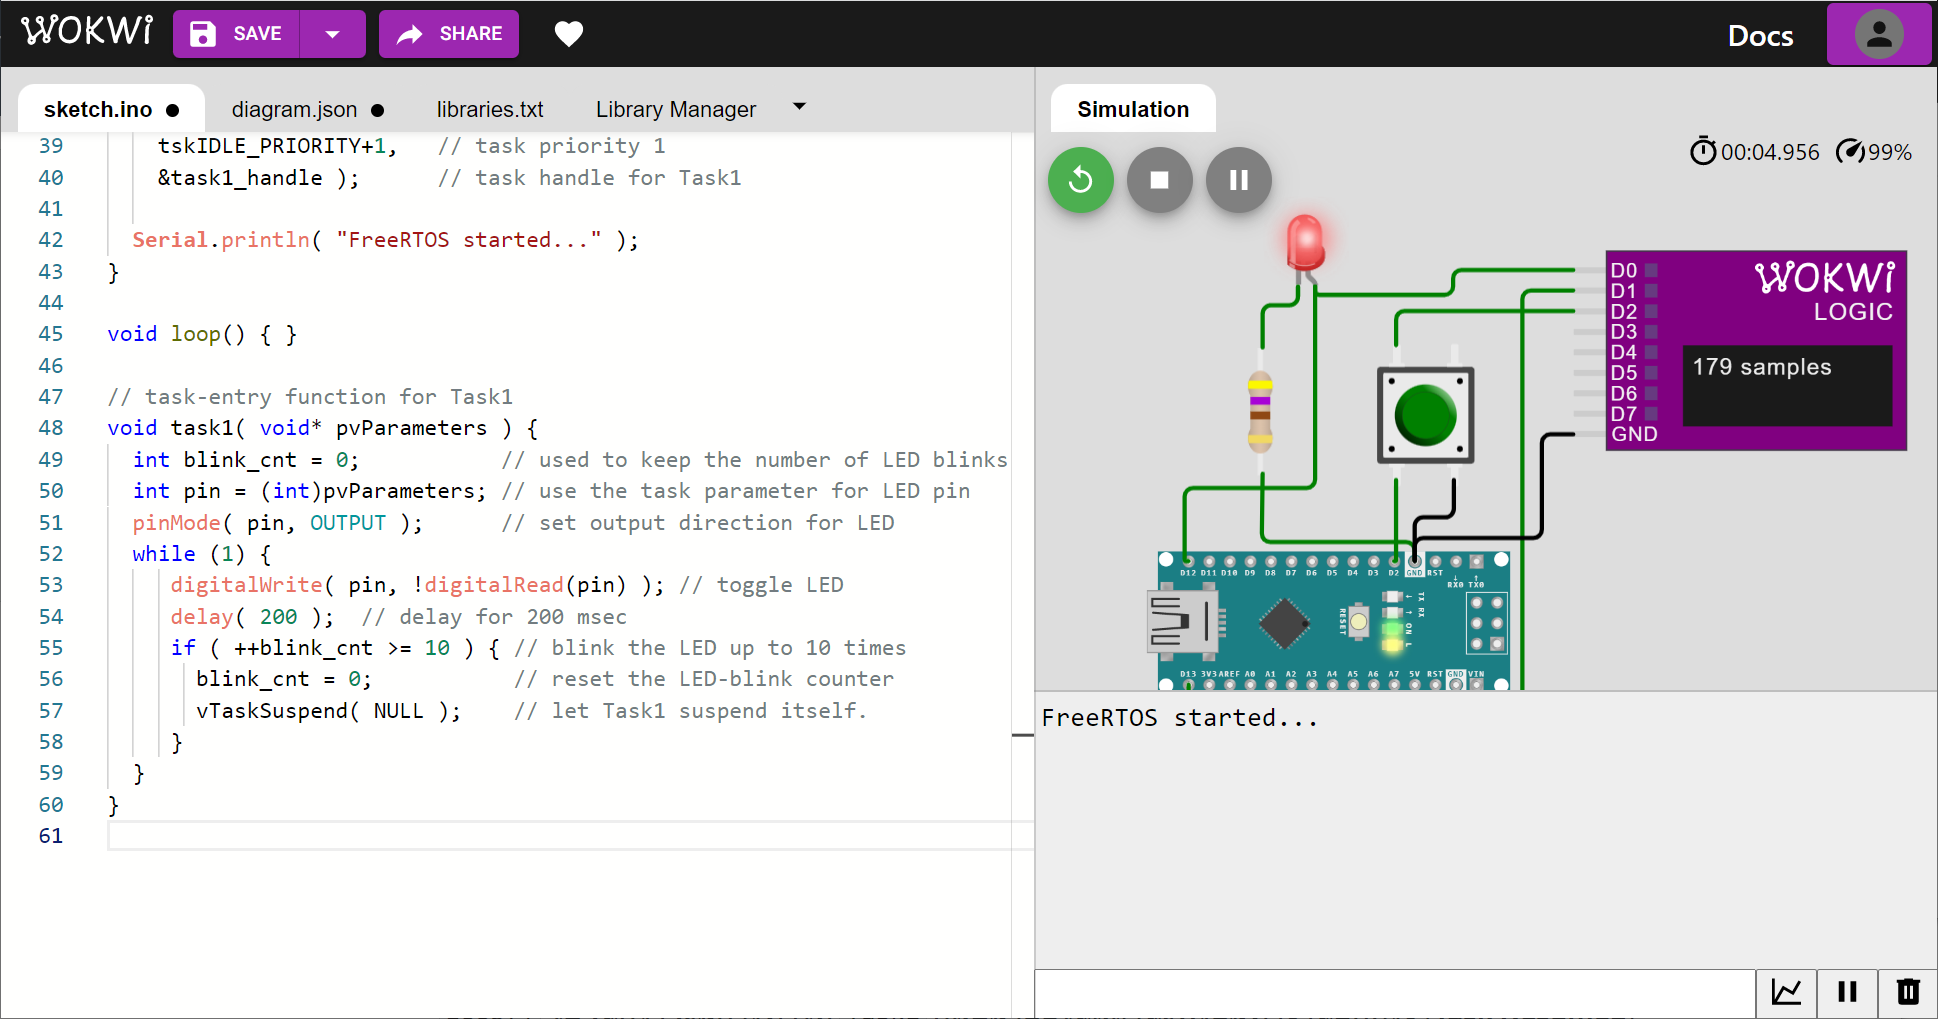 WOKWi SAVE SHARE Docs
sketch.ino diagram.json libraries.txt Library Manager
39 tskIDLE_PRIORITY+1, // task priority 1
40 &task1_handle ); // task handle for Task1
41
42 Serial.println( "FreeRTOS started..." );
43 }
44
45 void loop() { }
46
47 // task-entry function for Task1
48 void task1( void* pvParameters ) {
49 int blink_cnt = 0; // used to keep the number of LED blinks
50 int pin = (int)pvParameters; // use the task parameter for LED pin
51 pinMode( pin, OUTPUT ); // set output direction for LED
52 while (1) {
53 digitalWrite( pin, !digitalRead(pin) ); // toggle LED
54 delay( 200 ); // delay for 200 msec
55 if ( ++blink_cnt >= 10 ) { // blink the LED up to 10 times
56 blink_cnt = 0; // reset the LED-blink counter
57 vTaskSuspend( NULL ); // let Task1 suspend itself.
58 }
59 }
60 }
61
Simulation
00:04.956 99%
D0
D1
D2
D3
D4
D5
D6
D7
GND
WOKWi
LOGIC
179 samples
D12 D11 D10 D9 D8 D7 D6 D5 D4 D3 D2 GND RST
RX0 TX0
RESET
TX RX
ON L
D13 3V3 AREF A0 A1 A2 A3 A4 A5 A6 A7 5V RST GND VIN
FreeRTOS started...